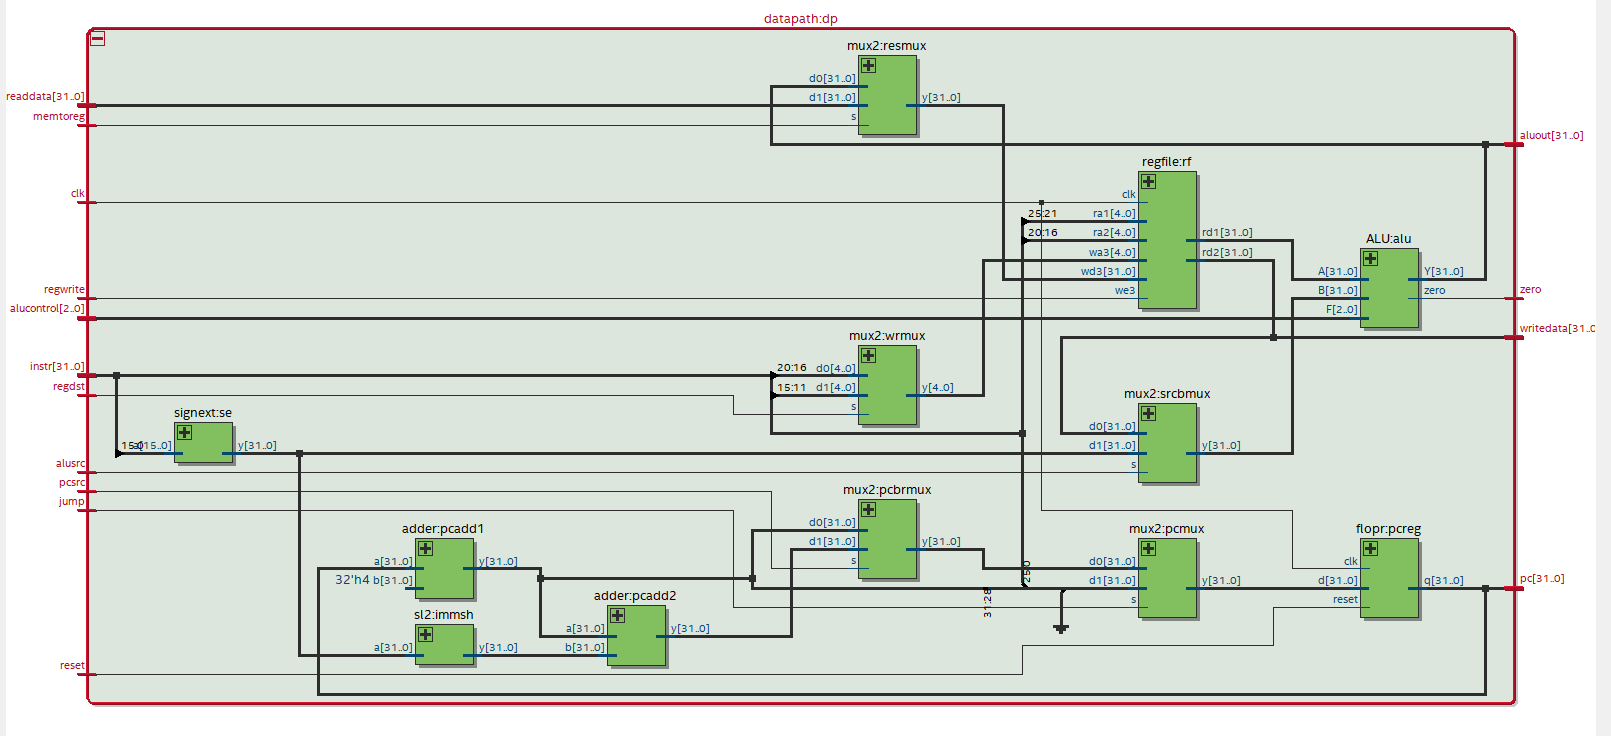 datapath:dp
mux2:resmux
d0[31..0]
readdata[31..0]
d1[31..0]
y[31..0]
memtoreg
s
aluout[31..0]
regfile:rf
clk
clk
25:21
ra1[4..0]
20:16
ra2[4..0]
rd1[31..0]
ALU:alu
wa3[4..0]
rd2[31..0]
wd3[31..0]
A[31..0]
Y[31..0]
regwrite
we3
B[31..0]
zero
zero
alucontrol[2..0]
F[2..0]
mux2:wrmux
writedata[31..0
instr[31..0]
20:16
d0[4..0]
regdst
15:11
d1[4..0]
y[4..0]
mux2:srcbmux
signext:se
s
d0[31..0]
15:0
a[15..0]
y[31..0]
d1[31..0]
y[31..0]
alusrc
s
pcsrc
mux2:pcbrmux
jump
d0[31..0]
adder:pcadd1
mux2:pcmux
flopr:pcreg
d1[31..0]
y[31..0]
a[31..0]
y[31..0]
s
25:0
d0[31..0]
clk
32'h4
b[31..0]
d1[31..0]
y[31..0]
d[31..0]
q[31..0]
pc[31..0]
adder:pcadd2
31:28
s
reset
sl2:immsh
a[31..0]
y[31..0]
a[31..0]
y[31..0]
b[31..0]
reset